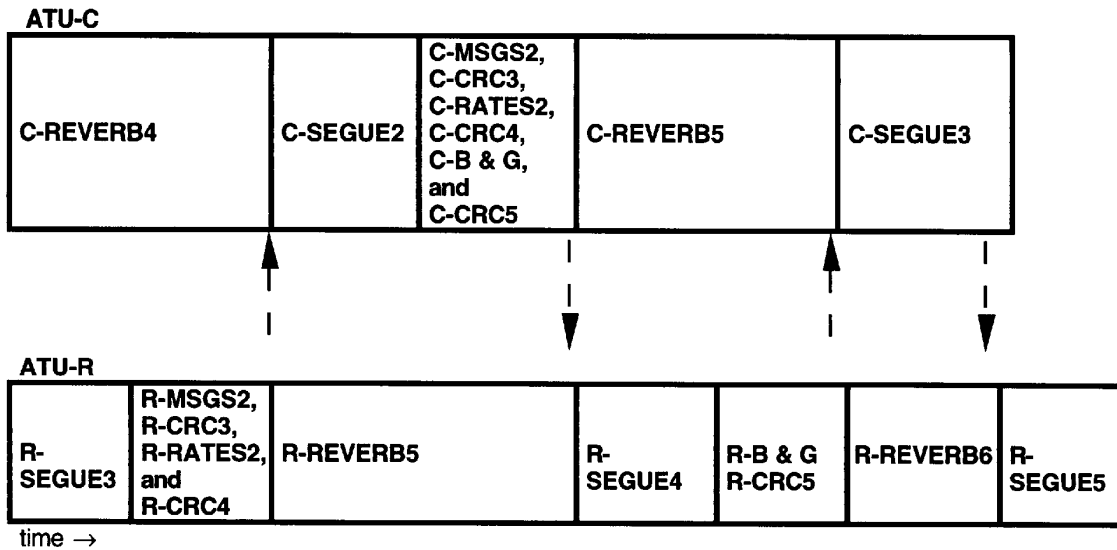 ATU-C
C-REVERB4
C-SEGUE2
C-MSGS2,
C-CRC3,
C-RATES2,
C-CRC4,
C-B & G,
and
C-CRC5
C-REVERB5
C-SEGUE3
ATU-R
R-
SEGUE3
R-MSGS2,
R-CRC3,
R-RATES2,
and
R-CRC4
R-REVERB5
R-
SEGUE4
R-B & G
R-CRC5
R-REVERB6
R-
SEGUE5
time →